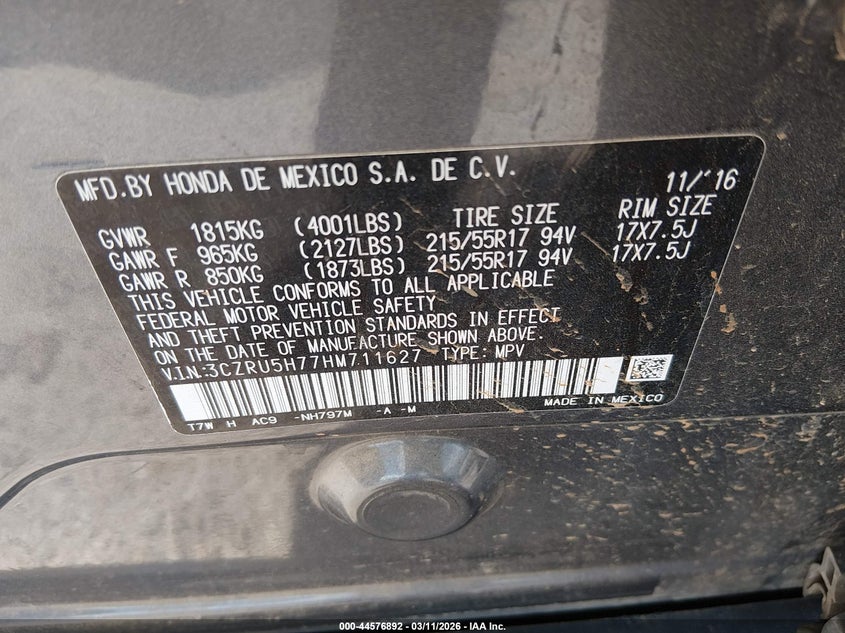 MFD.BY HONDA DE MEXICO S.A. DE C.V. 11/'16
GVWR 1815KG (4001LBS) TIRE SIZE RIM SIZE
GAWR F 965KG (2127LBS) 215/55R17 94V 17X7.5J
GAWR R 850KG (1873LBS) 215/55R17 94V 17X7.5J
THIS VEHICLE CONFORMS TO ALL APPLICABLE
FEDERAL MOTOR VEHICLE SAFETY
AND THEFT PREVENTION STANDARDS IN EFFECT
ON THE DATE OF MANUFACTURE SHOWN ABOVE.
V.I.N:3CZRU5H77HM711627 TYPE: MPV
T7W H AC9 -NH797M -A -M MADE IN MEXICO
000-44576892 — 03/11/2026 — IAA Inc.